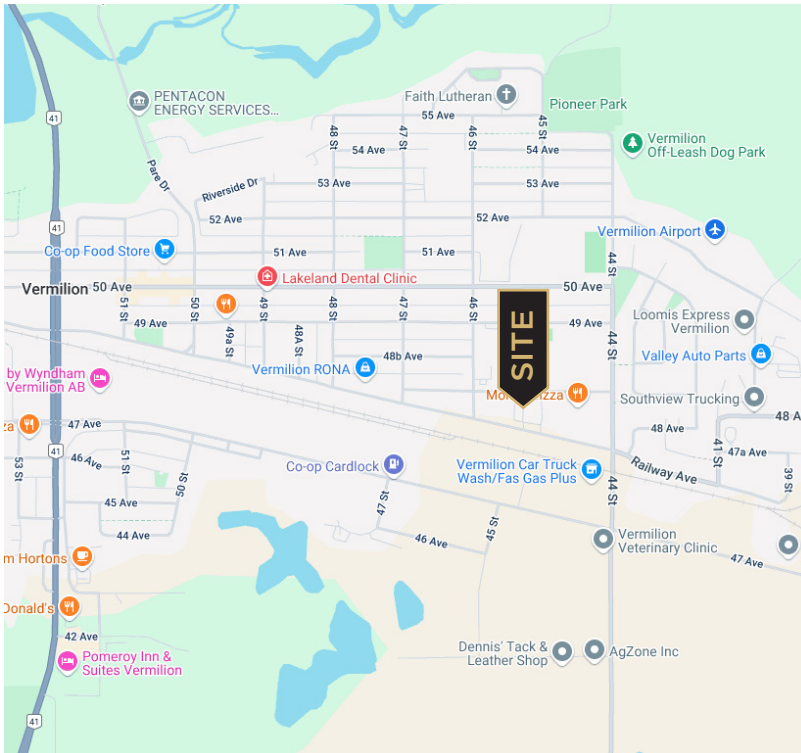 41
PENTACON
ENERGY SERVICES...
Faith Lutheran
55 Ave
Pioneer Park
45 St
48 St
47 St
46 St
54 Ave
54 Ave
Vermilion
Off-Leash Dog Park
Pare Dr
Riverside Dr
53 Ave
53 Ave
52 Ave
52 Ave
41
Vermilion Airport
Co-op Food Store
51 Ave
51 Ave
44 St
Lakeland Dental Clinic
Vermilion
50 Ave
50 Ave
51 St
50 St
49 St
48 St
47 St
46 St
49 Ave
49a St
48A St
49 Ave
44 St
SITE
Loomis Express
Vermilion
48b Ave
Vermilion RONA
Valley Auto Parts
by Wyndham
Vermilion AB
Mo
zza
Southview Trucking
za
47 Ave
48 A
48 Ave
41 St
47a Ave
41
53 St
46 Ave
51 St
50 St
Co-op Cardlock
Vermilion Car Truck
Wash/Fas Gas Plus
Railway Ave
39 St
44 St
45 Ave
47 St
44 Ave
46 Ave
45 St
Vermilion
Veterinary Clinic
47 Ave
m Hortons
Donald's
42 Ave
Pomeroy Inn &
Suites Vermilion
Dennis' Tack &
Leather Shop
AgZone Inc
41